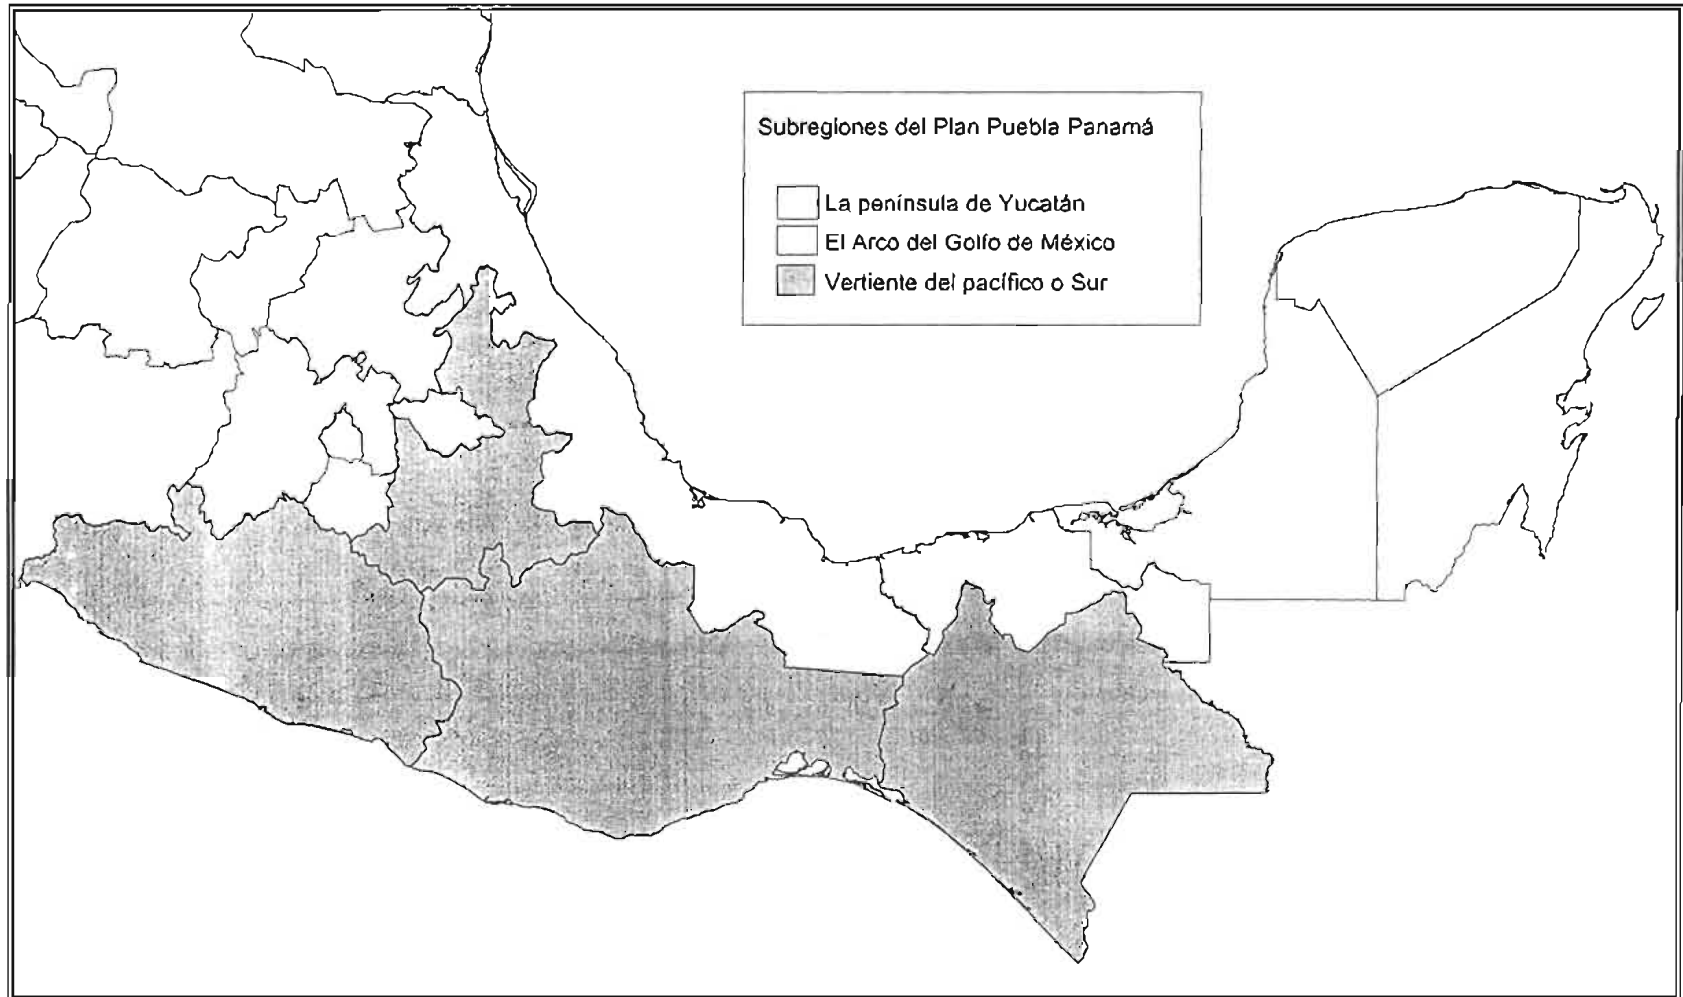 Subregiones del Plan Puebla Panamá
La península de Yucatán
El Arco del Golfo de México
Vertiente del pacífico o Sur